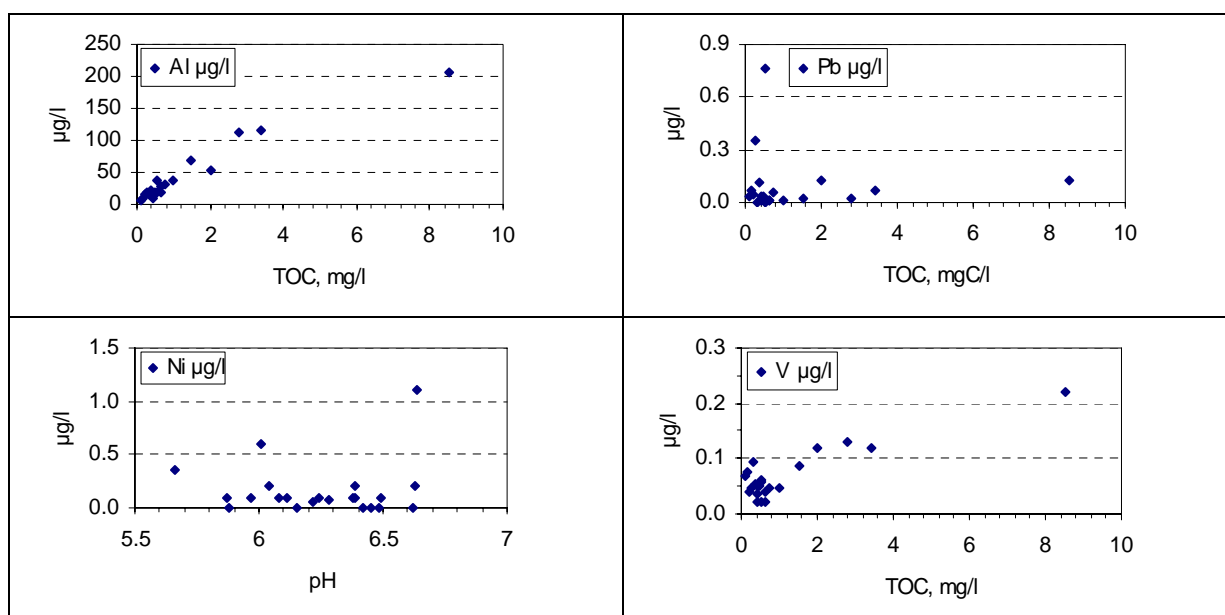 250
200
150
100
50
0
µg/l
Al µg/l
0 2 4 6 8 10
TOC, mg/l
0.9
0.6
0.3
0.0
µg/l
Pb µg/l
0 2 4 6 8 10
TOC, mgC/l
1.5
1.0
0.5
0.0
µg/l
Ni µg/l
5.5 6 6.5 7
pH
0.3
0.2
0.1
0.0
µg/l
V µg/l
0 2 4 6 8 10
TOC, mg/l